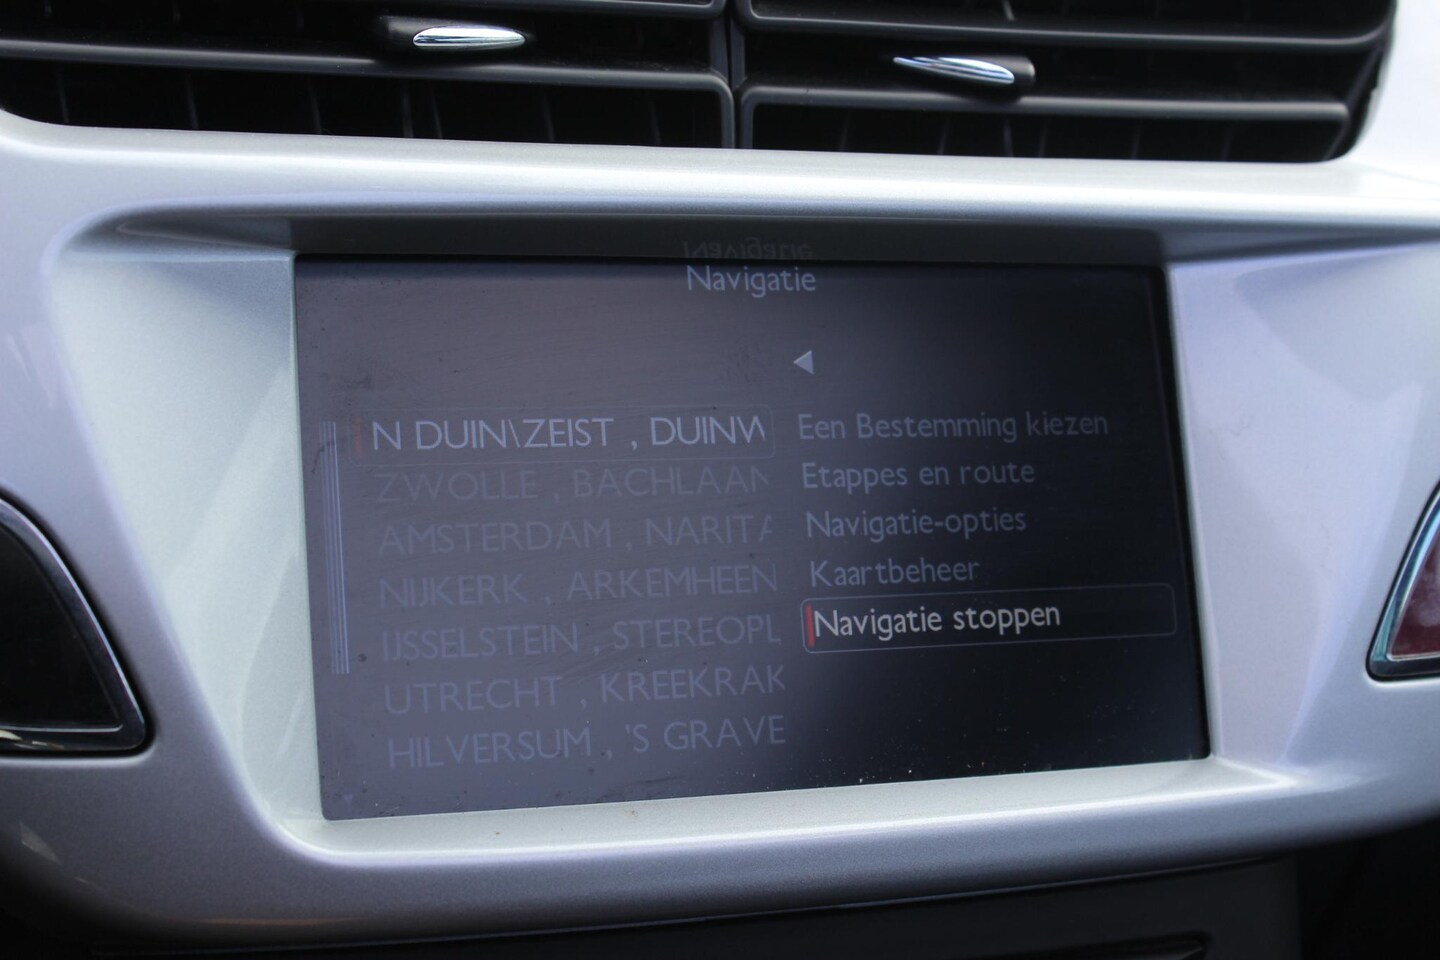 Navigatie
N DUIN\ZEIST , DUINW
ZWOLLE , BACHLAAN
AMSTERDAM , NARITA
NIJKERK , ARKEMHEEN
IJSSELSTEIN , STEREOPL
UTRECHT , KREEKRAK
HILVERSUM , 'S GRAVE
Een Bestemming kiezen
Etappes en route
Navigatie-opties
Kaartbeheer
Navigatie stoppen